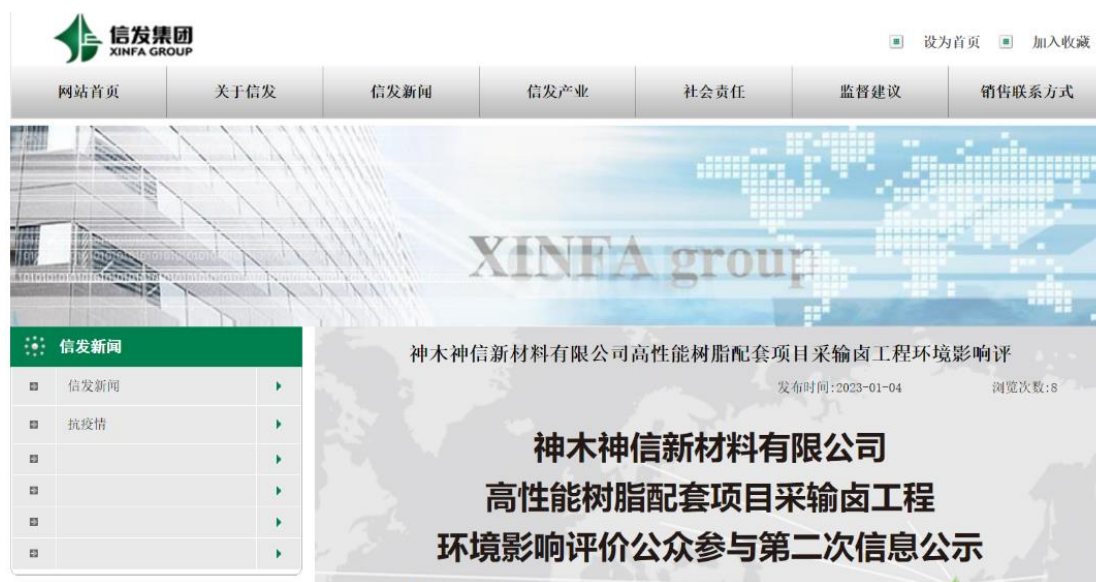 信发集团
XINFA GROUP
设为首页 加入收藏
网站首页 关于信发 信发新闻 信发产业 社会责任 监督建议 销售联系方式
XINFA group
信发新闻
信发新闻
抗疫情
神木神信新材料有限公司高性能树脂配套项目采输卤工程环境影响评
发布时间:2023-01-04 浏览次数:8
神木神信新材料有限公司
高性能树脂配套项目采输卤工程
环境影响评价公众参与第二次信息公示